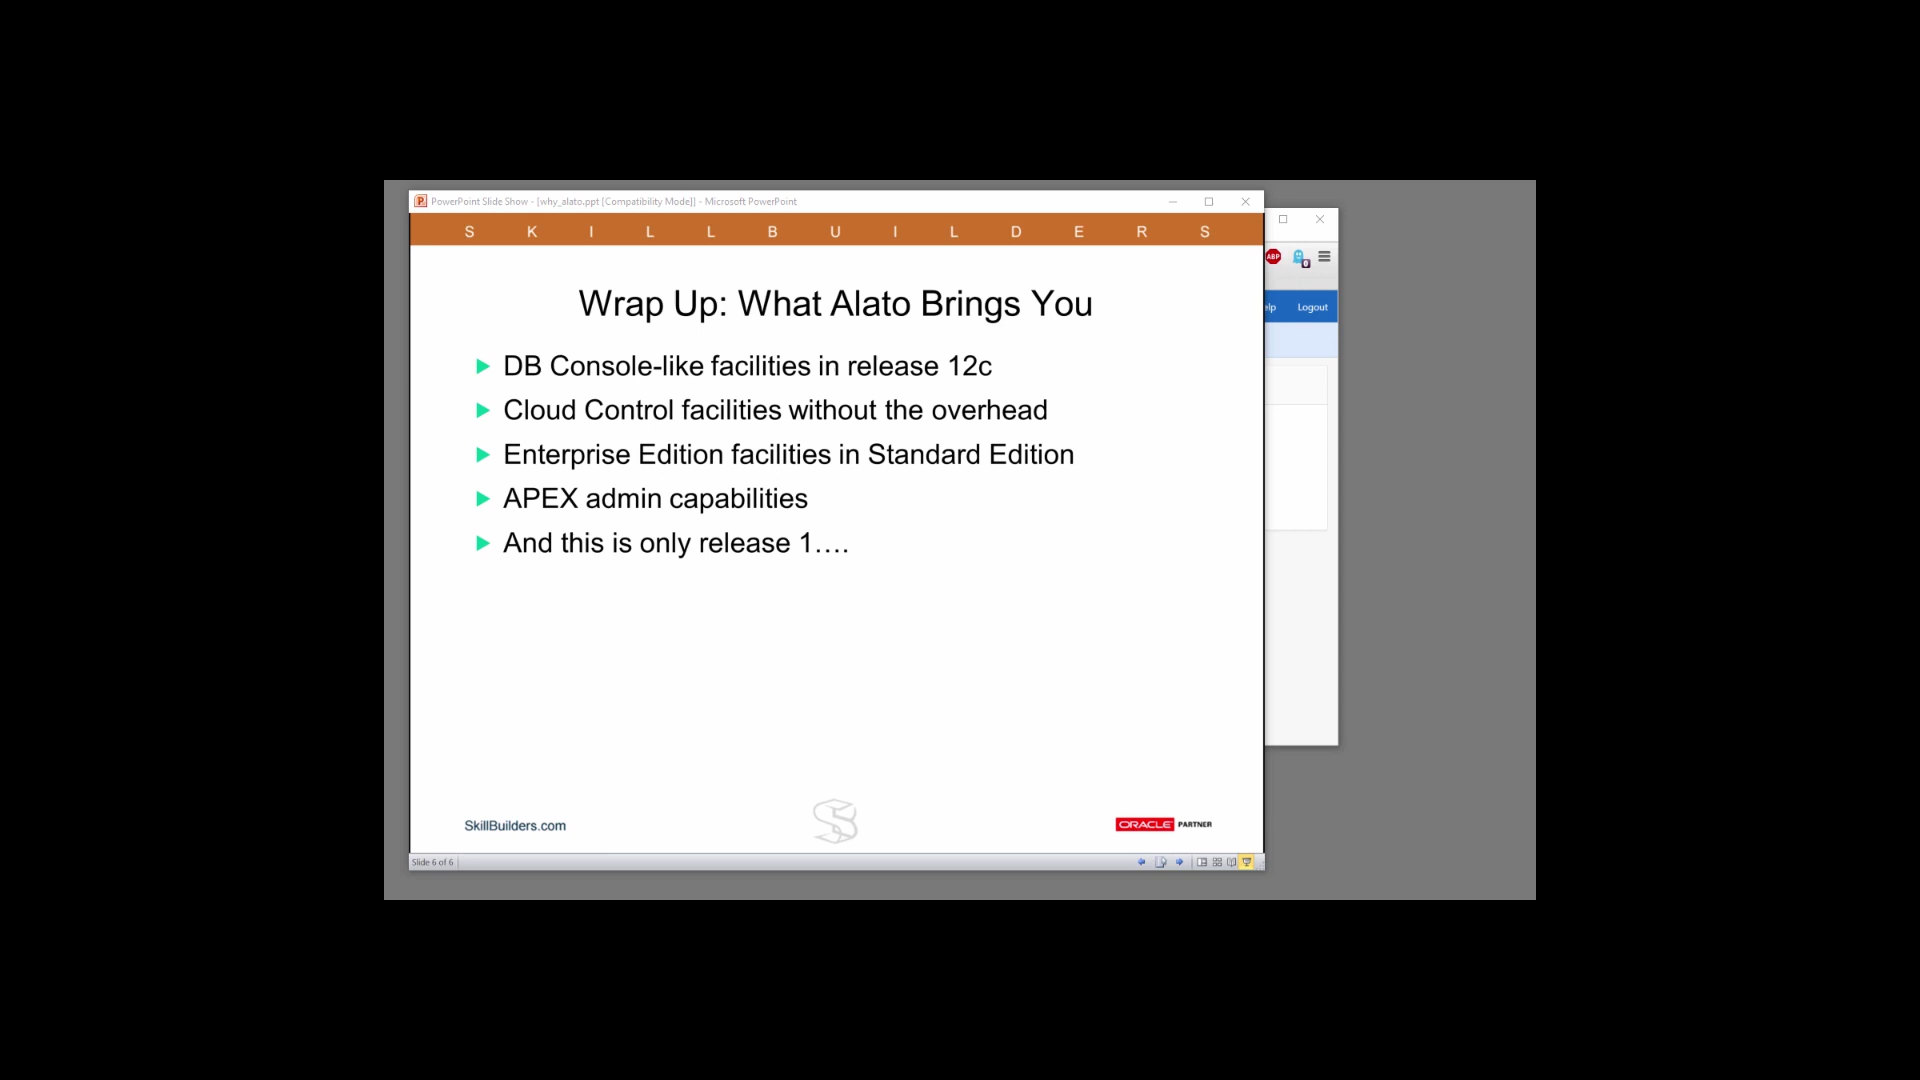 PowerPoint Slide Show - [why_alato.ppt [Compatibility Mode]] - Microsoft PowerPoint
S K I L L B U I L D E R S
ABP
0
elp Logout
Wrap Up: What Alato Brings You
DB Console-like facilities in release 12c
Cloud Control facilities without the overhead
Enterprise Edition facilities in Standard Edition
APEX admin capabilities
And this is only release 1....
SkillBuilders.com
ORACLE PARTNER
Slide 6 of 6